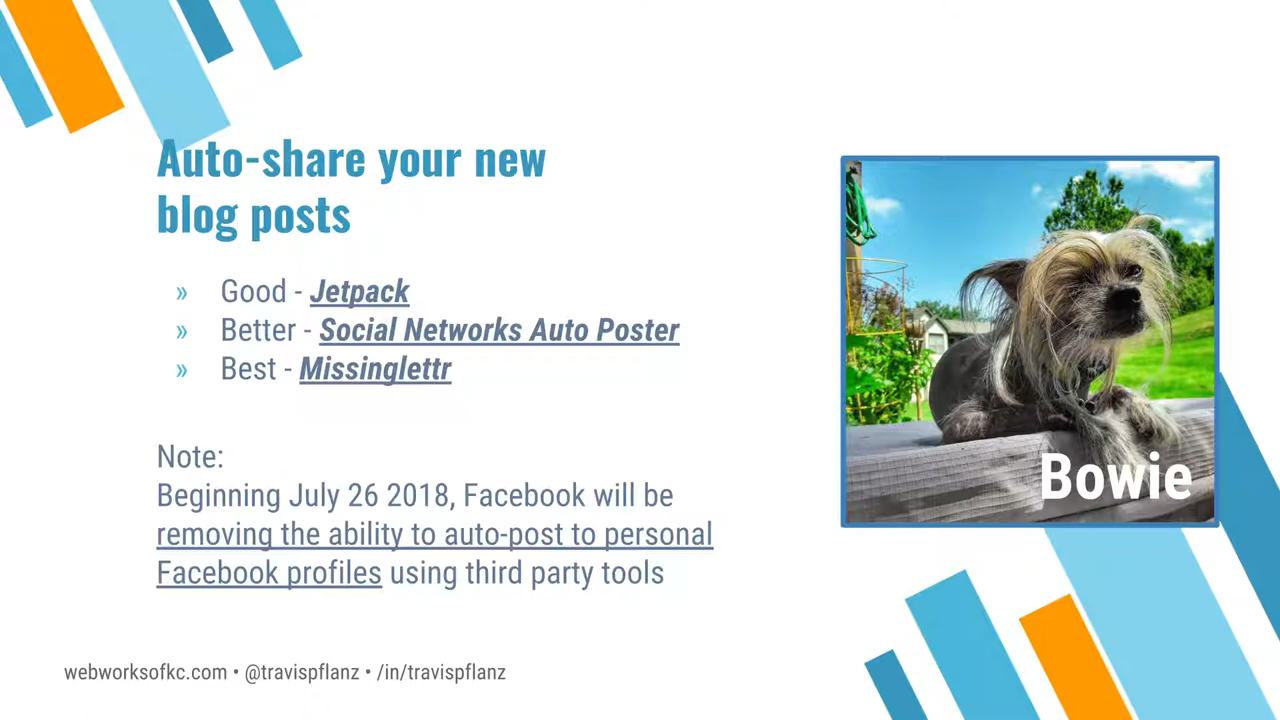 Auto-share your new
blog posts
» Good - Jetpack
» Better - Social Networks Auto Poster
» Best - Missinglettr
Note:
Beginning July 26 2018, Facebook will be
removing the ability to auto-post to personal
Facebook profiles using third party tools
Bowie
webworksofkc.com • @travispflanz • /in/travispflanz